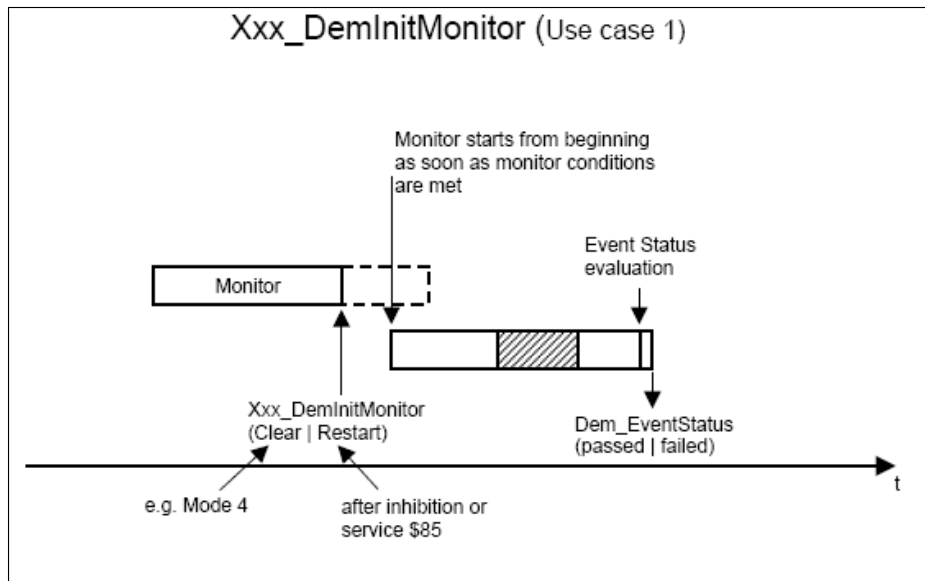 Xxx_DemInitMonitor (Use case 1)
Monitor starts from beginning
as soon as monitor conditions
are met
Event Status
evaluation
Monitor
Xxx_DemInitMonitor
(Clear | Restart)
Dem_EventStatus
(passed | failed)
t
e.g. Mode 4
after inhibition or
service $85